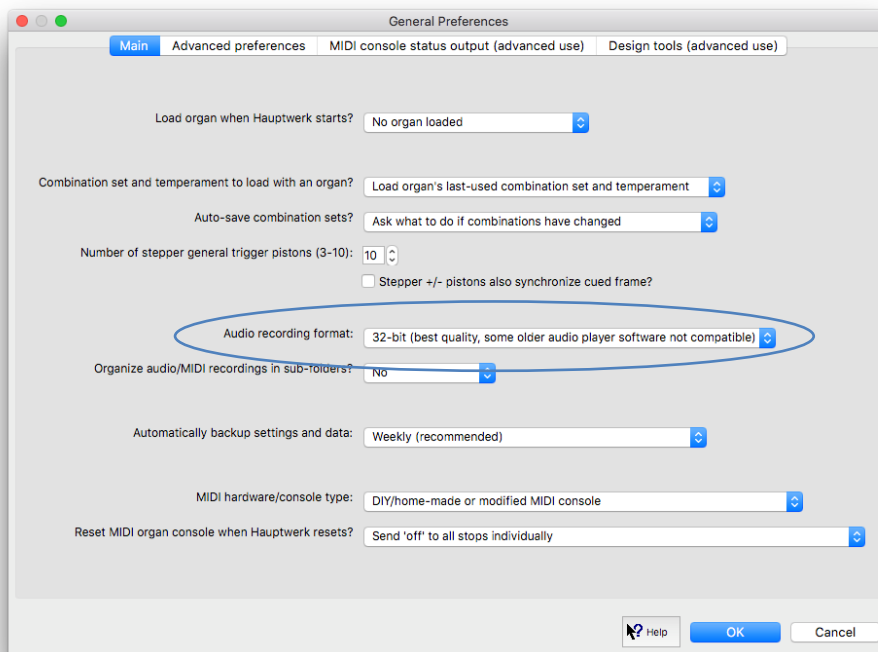 General Preferences
Main Advanced preferences MIDI console status output (advanced use) Design tools (advanced use)
Load organ when Hauptwerk starts? No organ loaded
Combination set and temperament to load with an organ? Load organ's last-used combination set and temperament
Auto-save combination sets? Ask what to do if combinations have changed
Number of stepper general trigger pistons (3-10): 10
Stepper +/- pistons also synchronize cued frame?
Audio recording format: 32-bit (best quality, some older audio player software not compatible)
Organize audio/MIDI recordings in sub-folders? No
Automatically backup settings and data: Weekly (recommended)
MIDI hardware/console type: DIY/home-made or modified MIDI console
Reset MIDI organ console when Hauptwerk resets? Send 'off' to all stops individually
Help OK Cancel